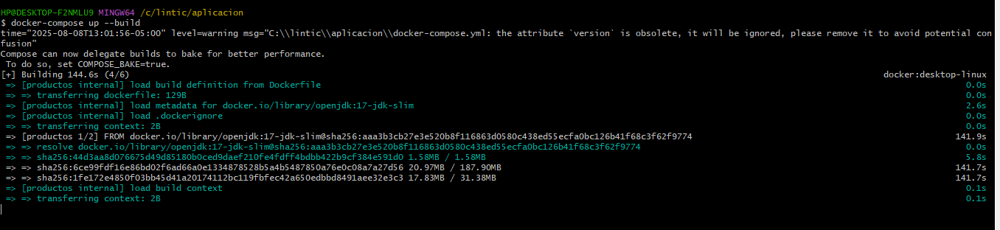 HP@DESKTOP-F2NMLU9 MINGW64 /c/lintic/aplicacion
$ docker-compose up --build
time="2025-08-08T13:01:56-05:00" level=warning msg="C:\\lintic\\aplicacion\\docker-compose.yml: the attribute `version` is obsolete, it will be ignored, please remove it to avoid potential con
fusion"
Compose can now delegate builds to bake for better performance.
 To do so, set COMPOSE_BAKE=true.
[+] Building 144.6s (4/6) docker:desktop-linux
 => [productos internal] load build definition from Dockerfile 0.0s
 => => transferring dockerfile: 129B 0.0s
 => [productos internal] load metadata for docker.io/library/openjdk:17-jdk-slim 2.6s
 => [productos internal] load .dockerignore 0.0s
 => => transferring context: 2B 0.0s
 => [productos 1/2] FROM docker.io/library/openjdk:17-jdk-slim@sha256:aaa3b3cb27e3e520b8f116863d0580c438ed55ecfa0bc126b41f68c3f62f9774 141.9s
 => => resolve docker.io/library/openjdk:17-jdk-slim@sha256:aaa3b3cb27e3e520b8f116863d0580c438ed55ecfa0bc126b41f68c3f62f9774 0.0s
 => => sha256:44d3aa8d076675d49d85180b0ced9daef210fe4fdff4bdbb422b9cf384e591d0 1.58MB / 1.58MB 5.8s
 => => sha256:6ce99fdf16e86bd02f6ad66a0e1334878528b5a4b5487850a76e0c08a7a27d56 20.97MB / 187.90MB 141.7s
 => => sha256:1fe172e4850f03bb45d41a20174112bc119fbfec42a650edbbd8491aee32e3c3 17.83MB / 31.38MB 141.7s
 => [productos internal] load build context 0.1s
 => => transferring context: 2B 0.1s